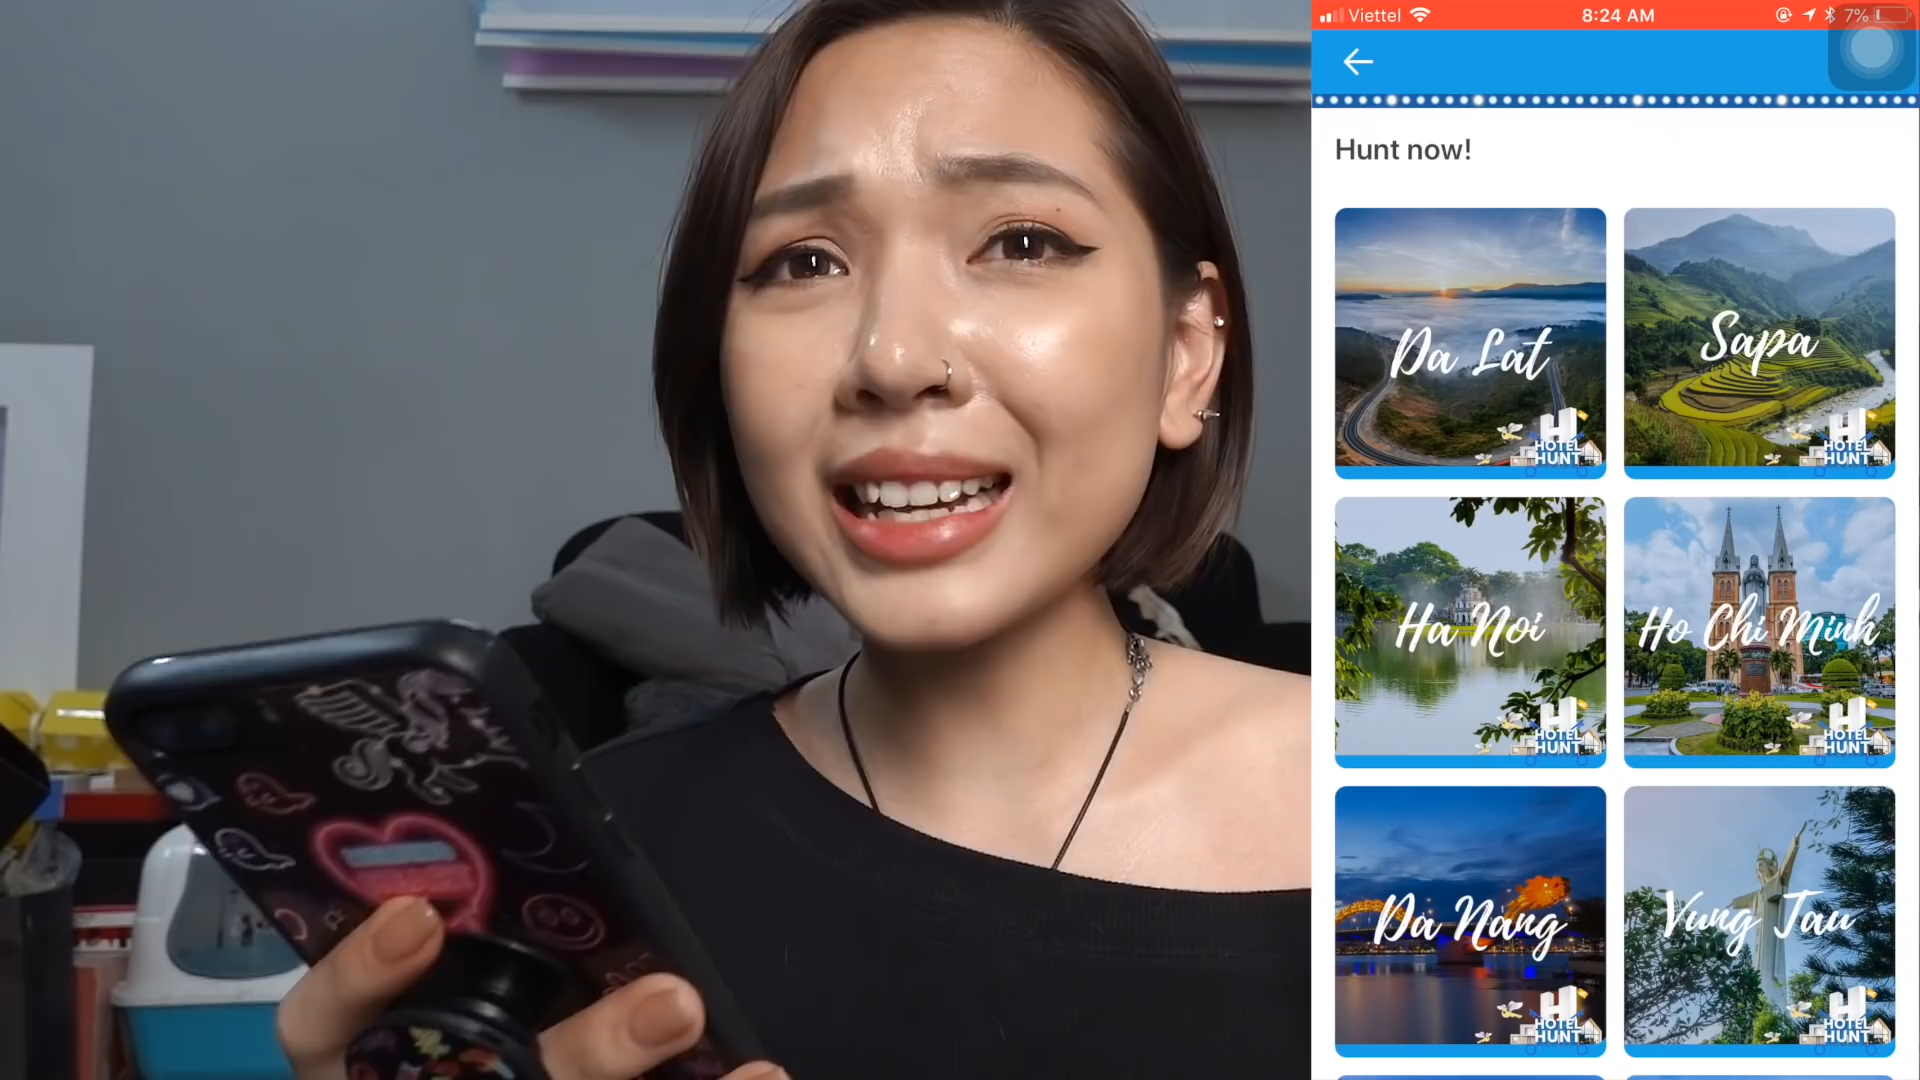 Viettel 8:24 AM 7%
Hunt now!
Da Lat
HOTEL
HUNT
Sapa
HOTEL
HUNT
Ha Noi
HOTEL
HUNT
Ho Chi Minh
HOTEL
HUNT
Da Nang
HOTEL
HUNT
Vung Tau
HOTEL
HUNT